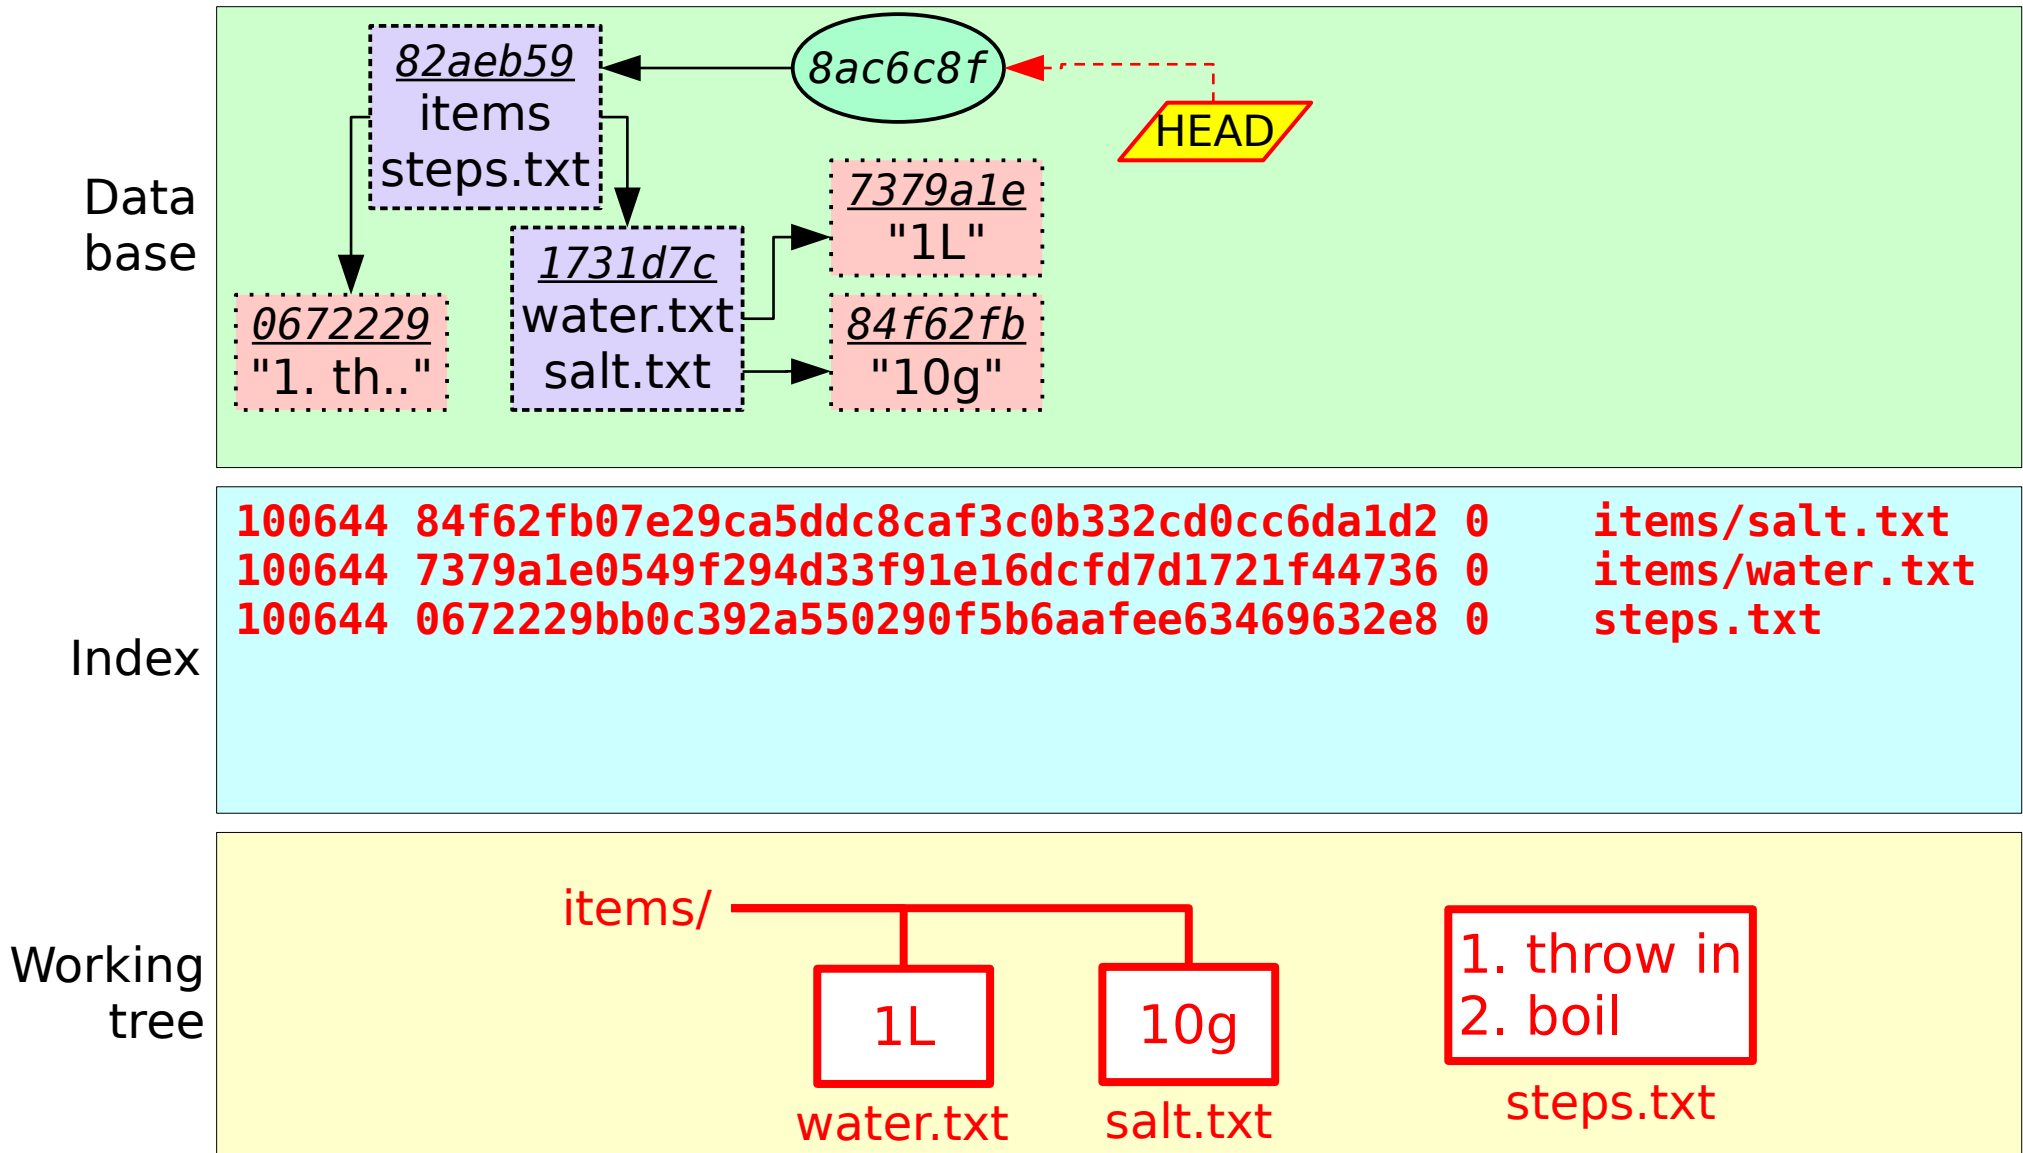 Data
base
82aeb59
items
steps.txt
8ac6c8f
HEAD
7379a1e
"1L"
1731d7c
water.txt
salt.txt
0672229
"1. th.."
84f62fb
"10g"
Index
100644 84f62fb07e29ca5ddc8caf3c0b332cd0cc6da1d2 0 items/salt.txt
100644 7379a1e0549f294d33f91e16dcfd7d1721f44736 0 items/water.txt
100644 0672229bb0c392a550290f5b6aafee63469632e8 0 steps.txt
Working
tree
items/
1L
water.txt
10g
salt.txt
1. throw in
2. boil
steps.txt